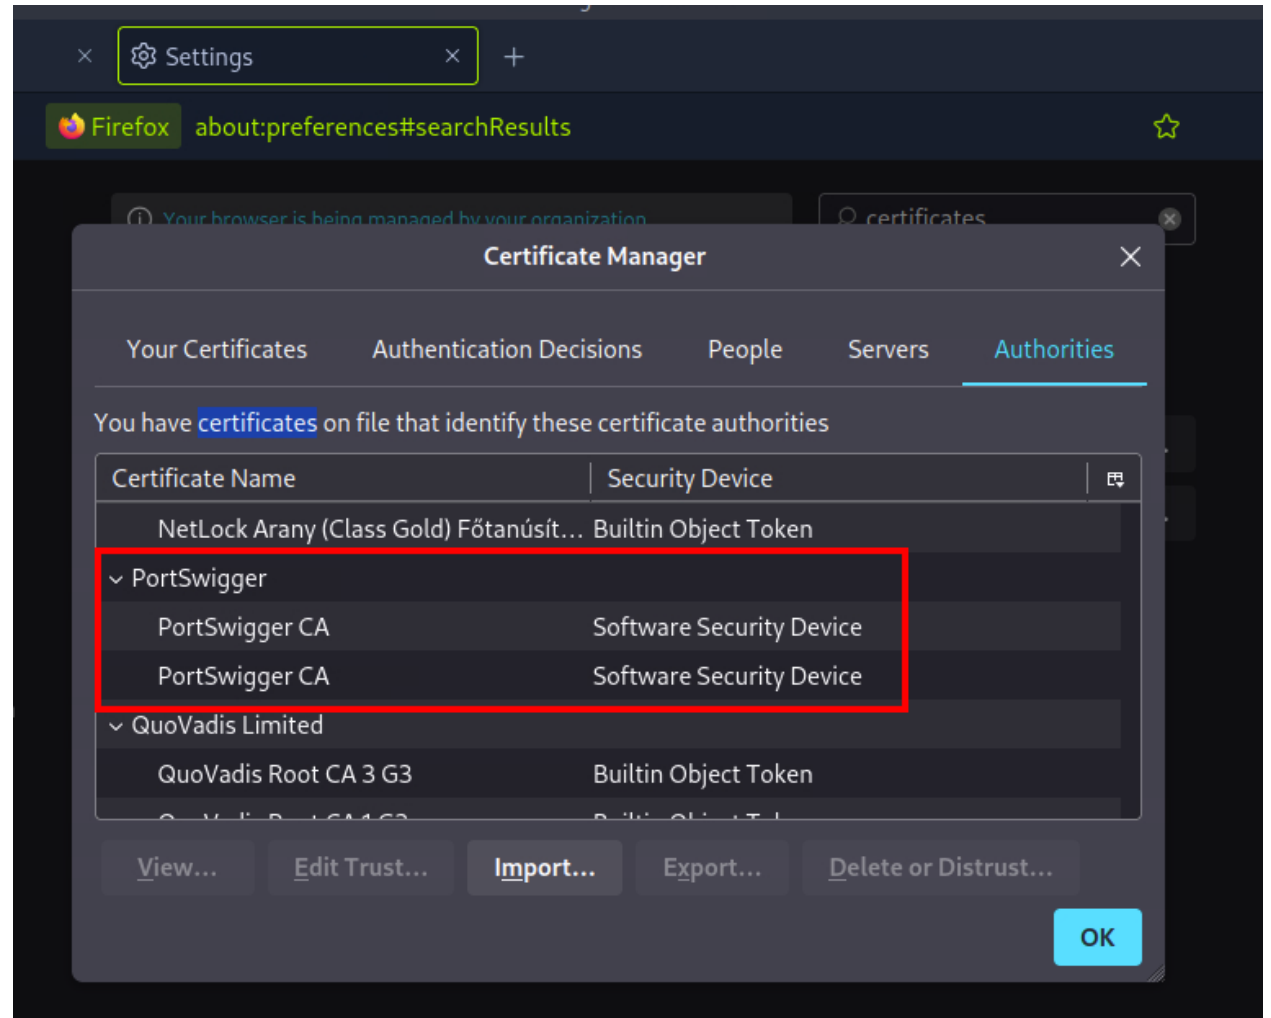 Settings
Firefox about:preferences#searchResults
Your browser is being managed by your organization
certificates
Certificate Manager
Your Certificates Authentication Decisions People Servers Authorities
You have certificates on file that identify these certificate authorities
Certificate Name Security Device
NetLock Arany (Class Gold) Főtanúsít... Builtin Object Token
PortSwigger
PortSwigger CA Software Security Device
PortSwigger CA Software Security Device
QuoVadis Limited
QuoVadis Root CA 3 G3 Builtin Object Token
View... Edit Trust... Import... Export... Delete or Distrust...
OK